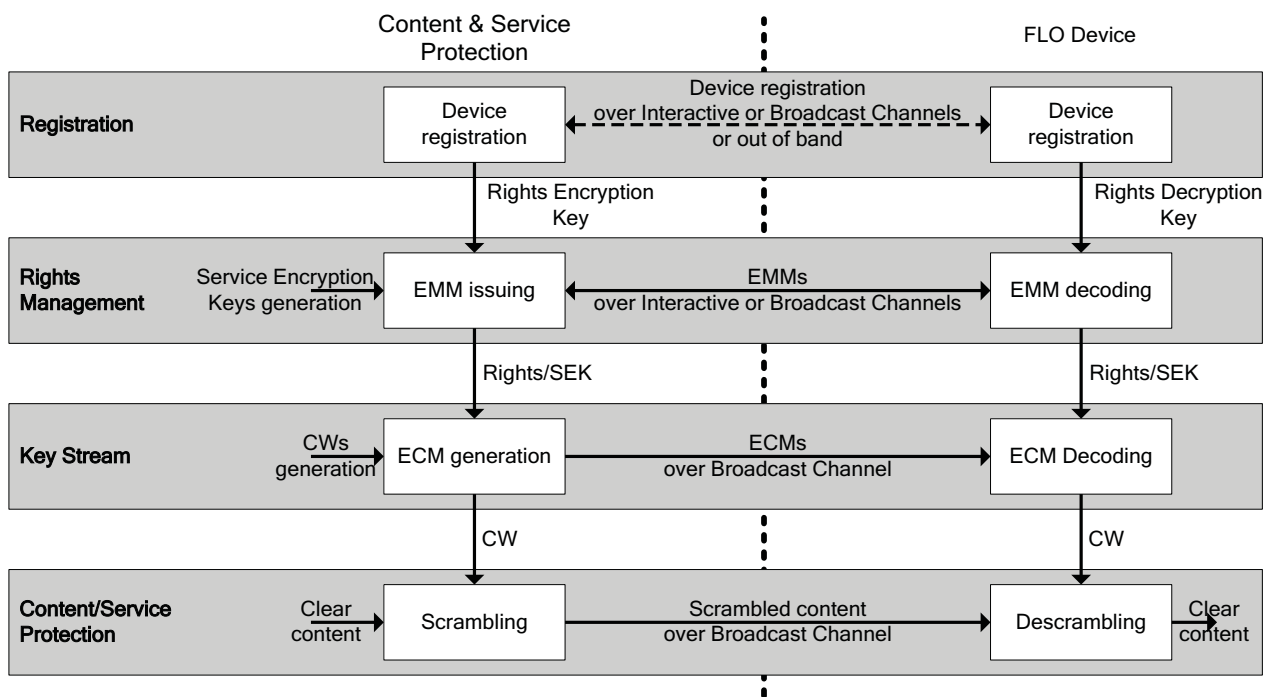 Content & Service
Protection
FLO Device
Registration
Device
registration
Device registration
over Interactive or Broadcast Channels
or out of band
Device
registration
Rights Encryption
Key
Rights Decryption
Key
Rights
Management
Service Encryption
Keys generation
EMM issuing
EMMs
over Interactive or Broadcast Channels
EMM decoding
Rights/SEK
Rights/SEK
Key Stream
CWs
generation
ECM generation
ECMs
over Broadcast Channel
ECM Decoding
CW
CW
Content/Service
Protection
Clear
content
Scrambling
Scrambled content
over Broadcast Channel
Descrambling
Clear
content